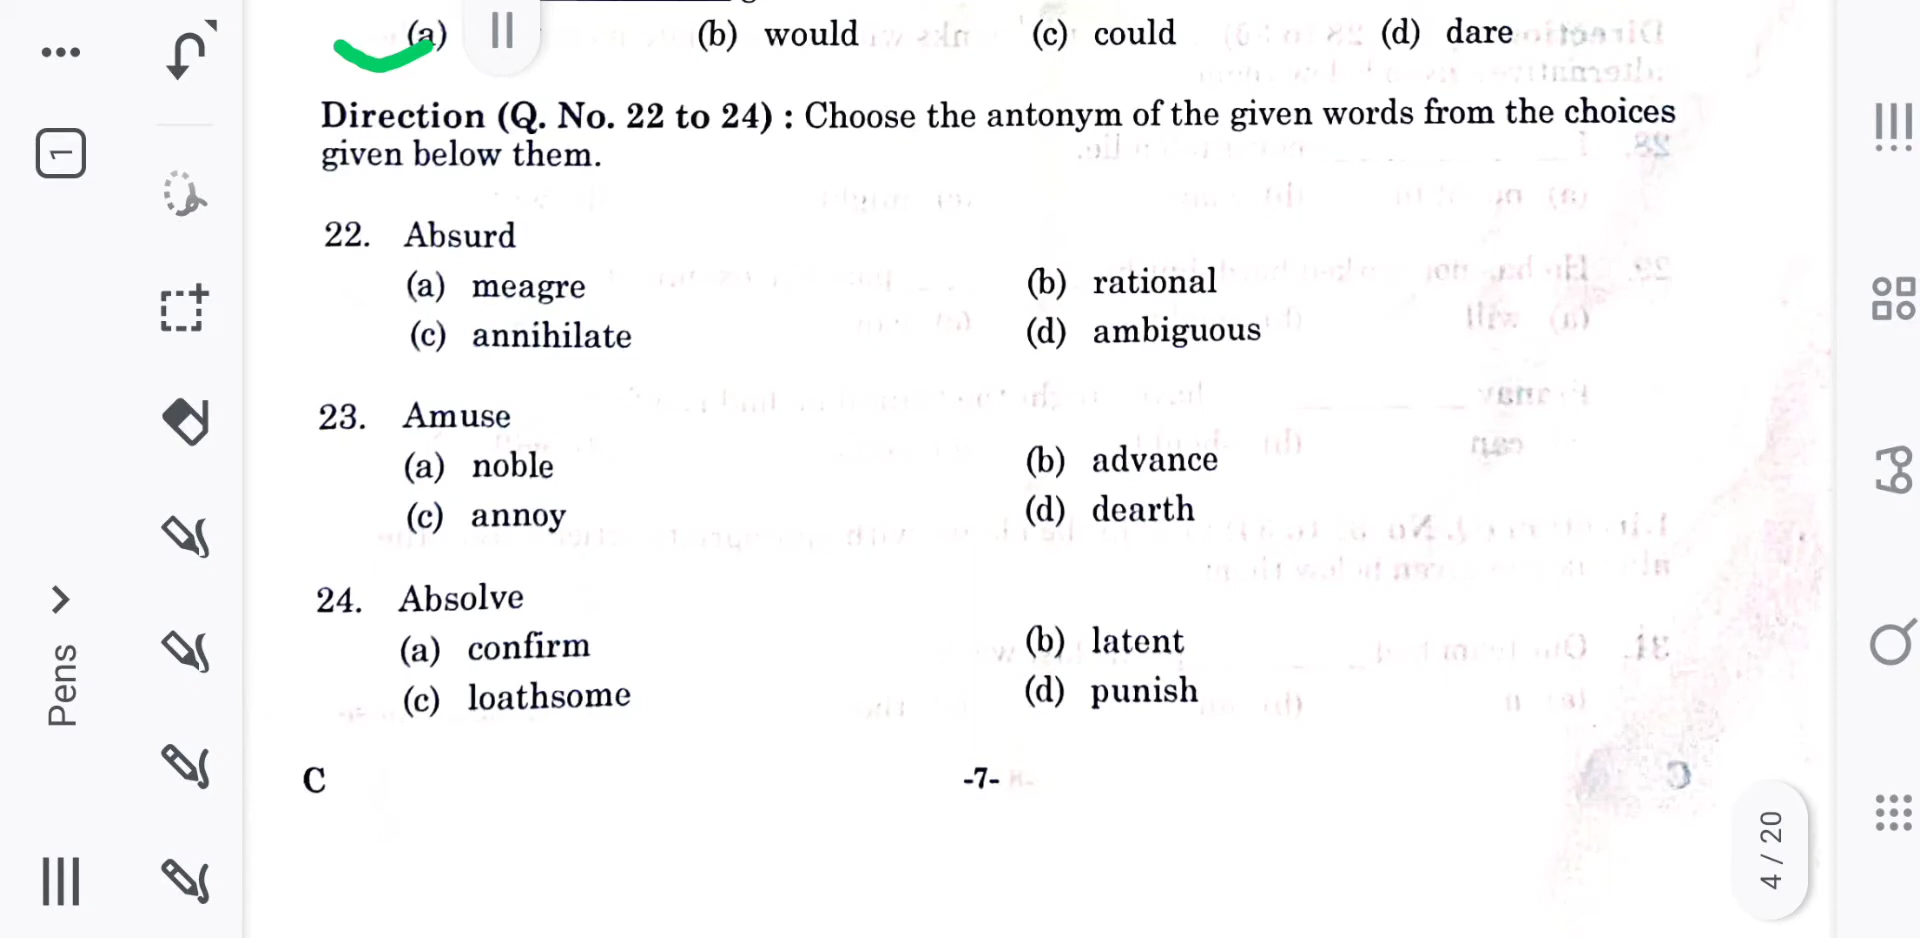 (a) (b) would (c) could (d) dare
Direction (Q. No. 22 to 24) : Choose the antonym of the given words from the choices
given below them.
22. Absurd
(a) meagre (b) rational
(c) annihilate (d) ambiguous
23. Amuse
(a) noble (b) advance
(c) annoy (d) dearth
24. Absolve
(a) confirm (b) latent
(c) loathsome (d) punish
C -7-
1
Pens
4 / 20